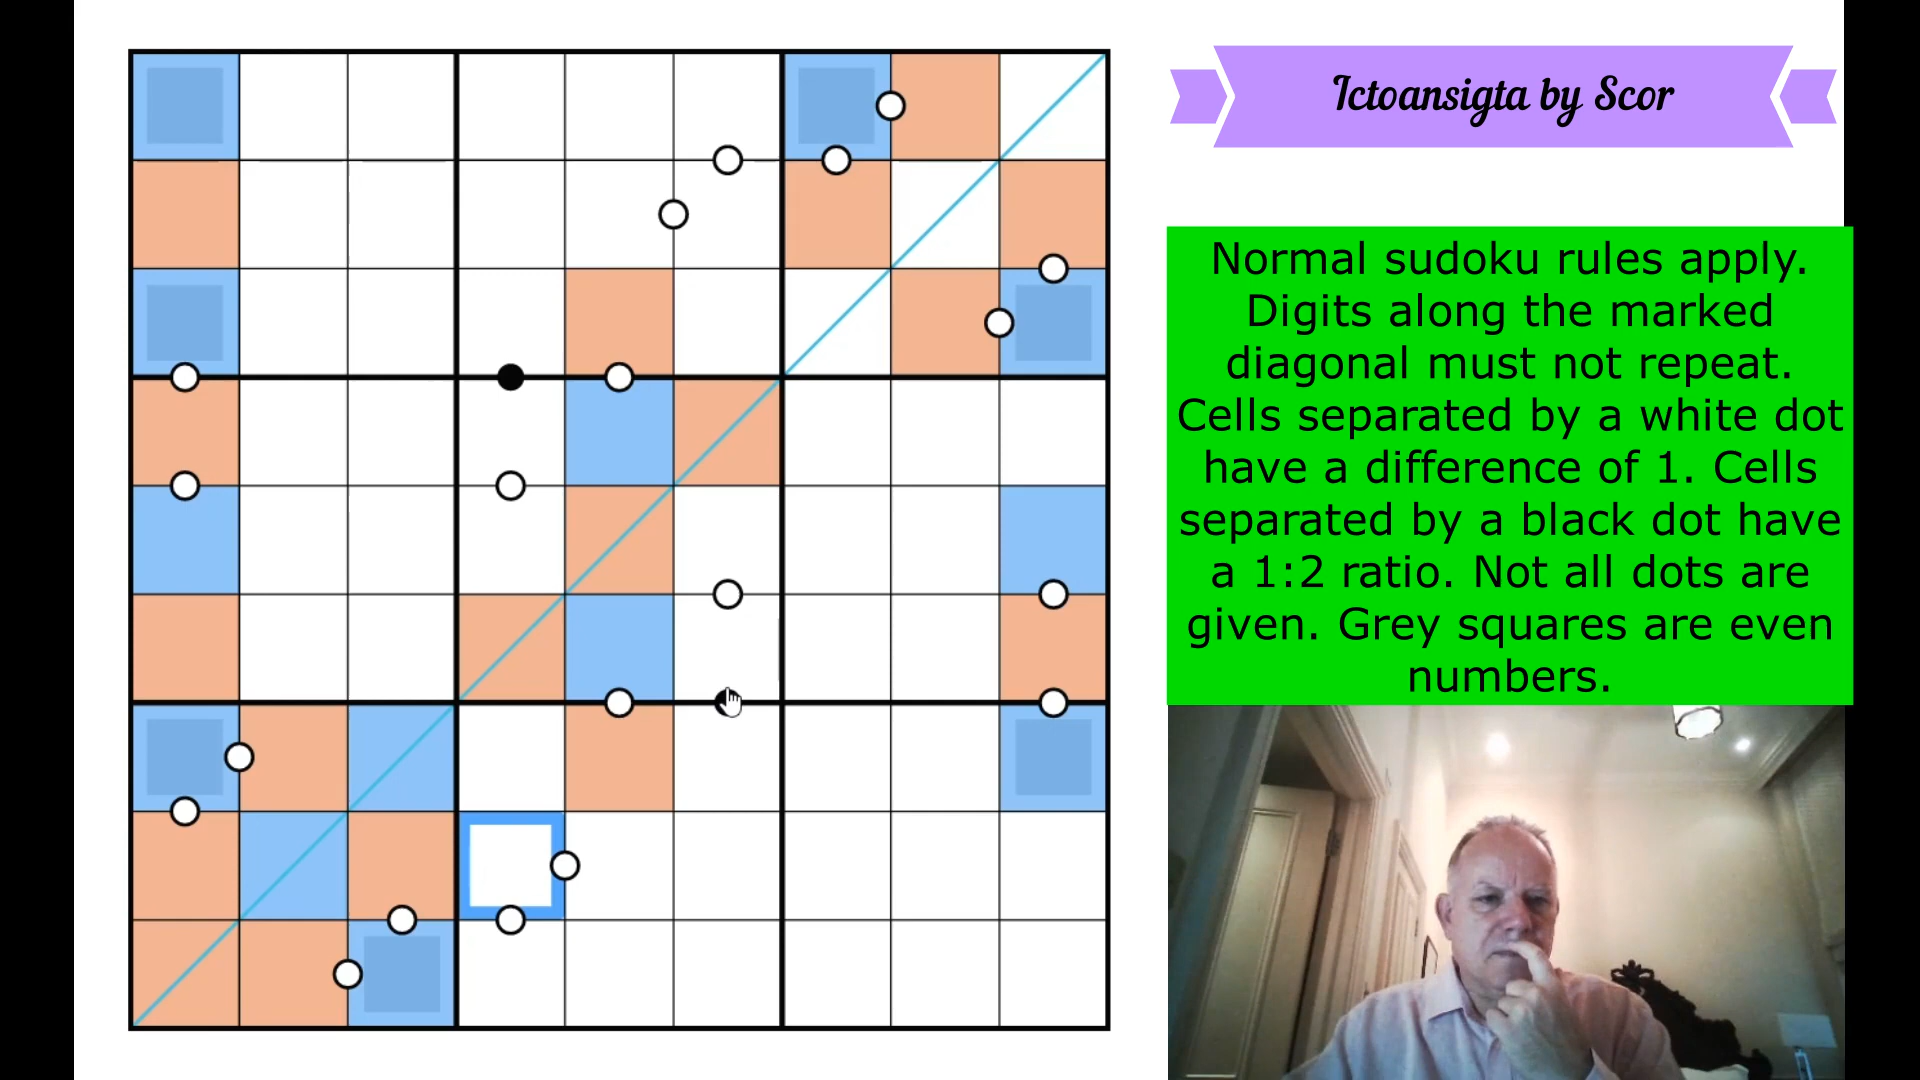 Ictoansigta by Scor
Normal sudoku rules apply.
Digits along the marked
diagonal must not repeat.
Cells separated by a white dot
have a difference of 1. Cells
separated by a black dot have
a 1:2 ratio. Not all dots are
given. Grey squares are even
numbers.